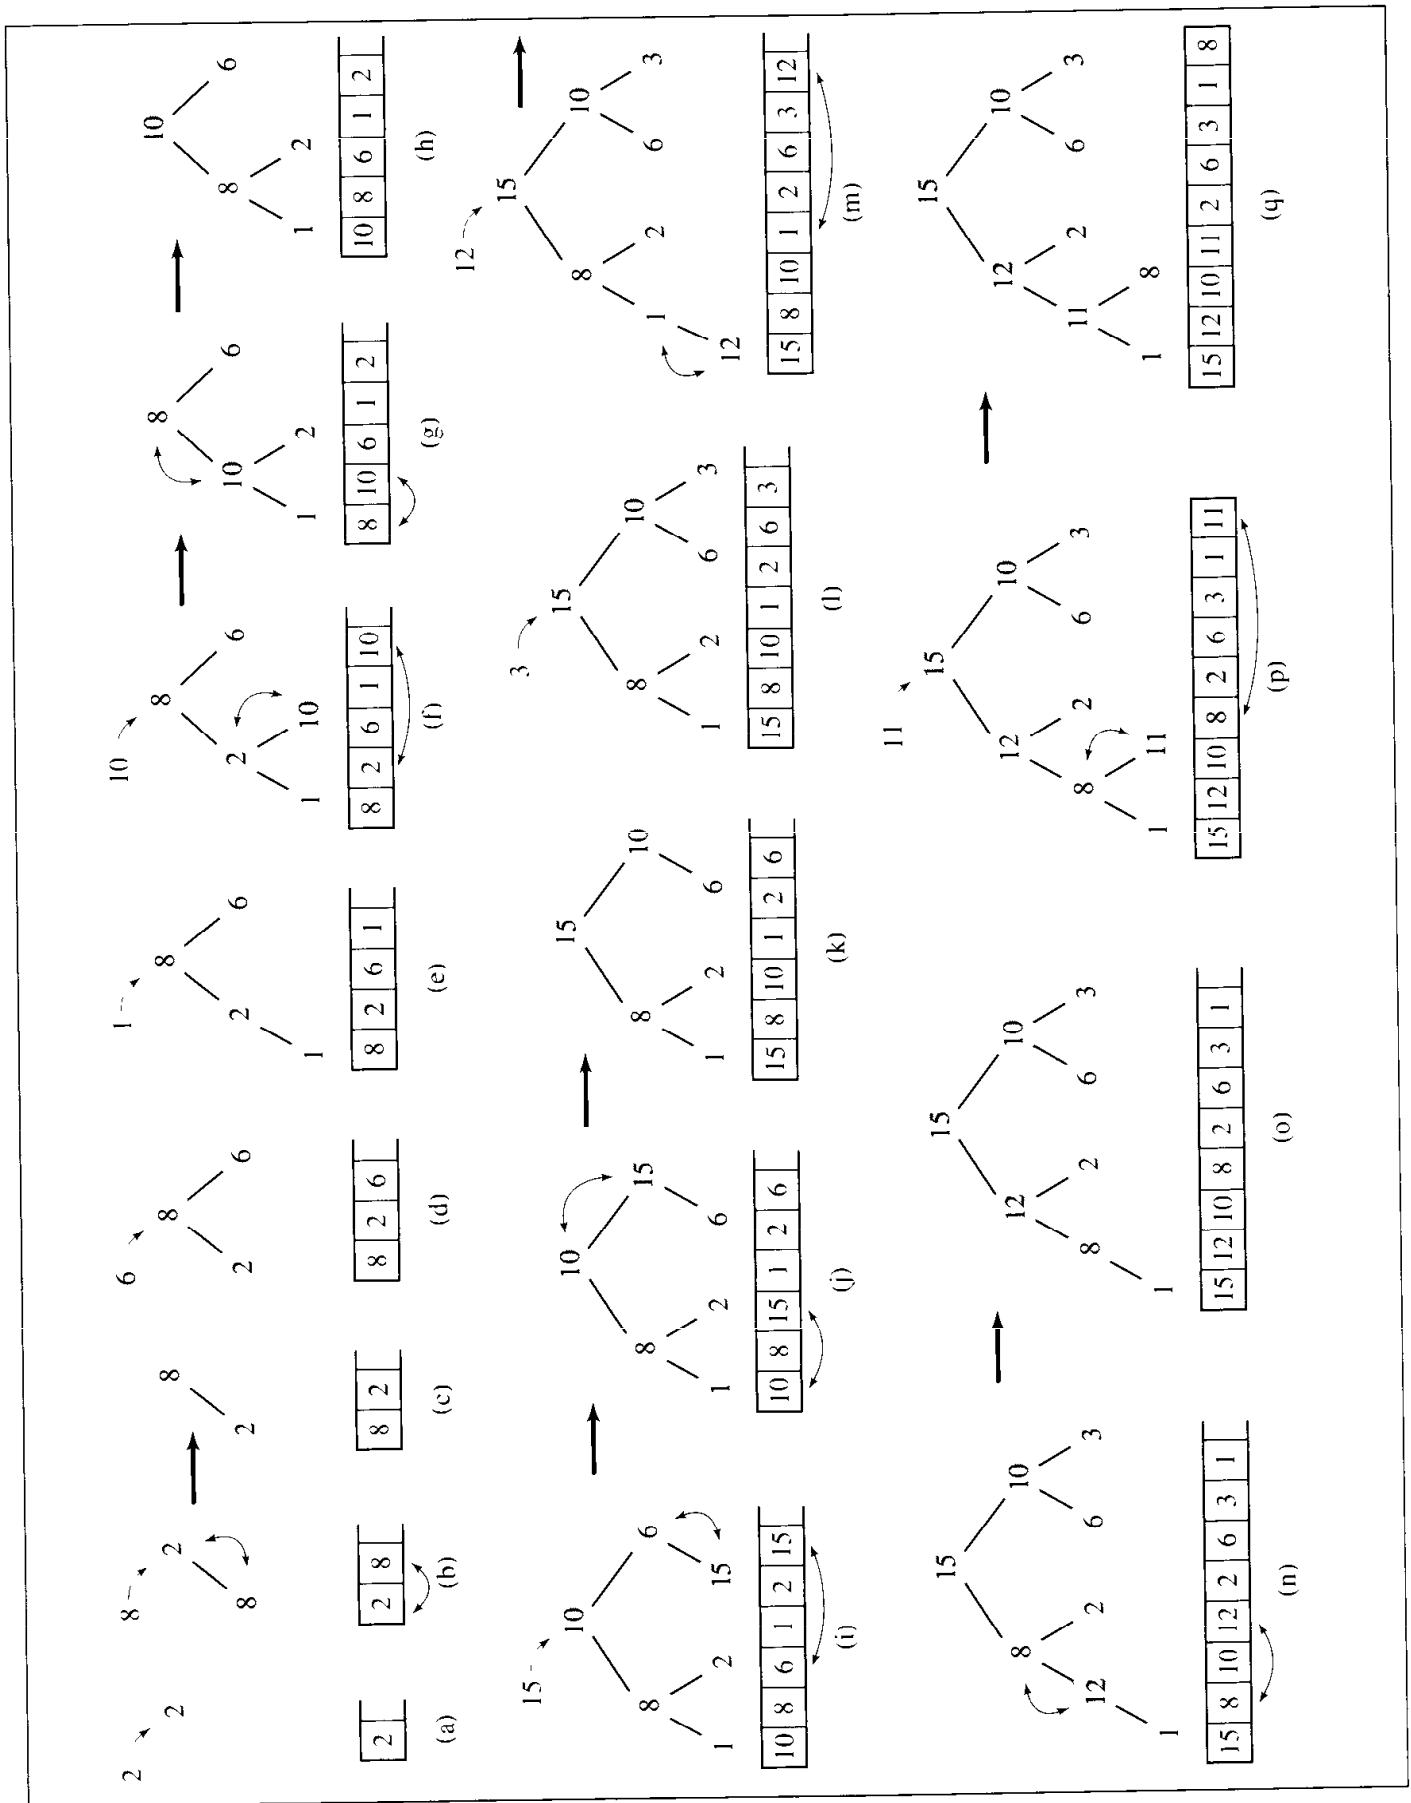 2
2
2
(a)
8
2
8
2 8
(b)
8
2
8 2
(c)
6
8
2 6
8 2 6
(d)
1
8
2 6
1
8 2 6 1
(e)
10
8
2 6
1 10
8 2 6 1 10
(f)
8
10 6
1 2
8 10 6 1 2
(g)
10
8 6
1 2
10 8 6 1 2
(h)
15
10
8 6
1 2 15
10 8 6 1 2 15
(i)
10
8 15
1 2 6
10 8 15 1 2 6
(j)
15
8 10
1 2 6
15 8 10 1 2 6
(k)
3
15
8 10
1 2 6 3
15 8 10 1 2 6 3
(l)
12
15
8 10
1 2 6 3
12
15 8 10 1 2 6 3 12
(m)
15
8 10
12 2 6 3
1
15 8 10 12 2 6 3 1
(n)
15
12 10
8 2 6 3
1
15 12 10 8 2 6 3 1
(o)
11
15
12 10
8 2 6 3
1 11
15 12 10 8 2 6 3 1 11
(p)
15
12 10
11 2 6 3
1 8
15 12 10 11 2 6 3 1 8
(q)